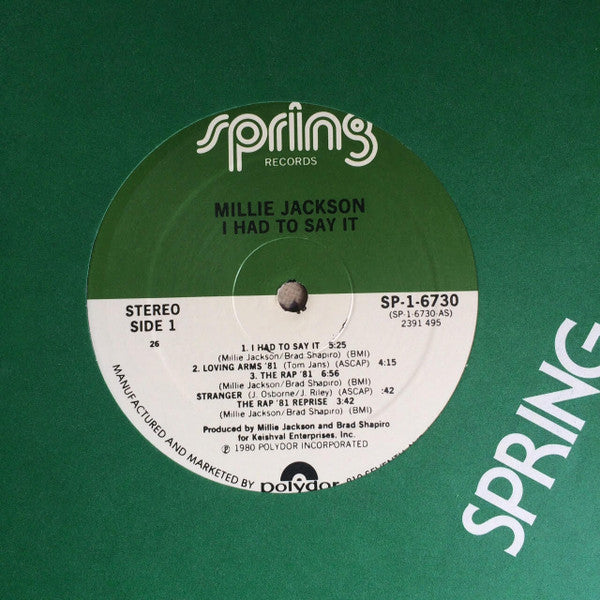 spring
RECORDS
MILLIE JACKSON
I HAD TO SAY IT
STEREO
SIDE 1
26
SP-1-6730
(SP-1-6730-AS)
2391 495
1. I HAD TO SAY IT 5:25
(Millie Jackson/Brad Shapiro) (BMI)
2. LOVING ARMS '81 (Tom Jans) (ASCAP) 4:15
3. THE RAP '81 6:56
(Millie Jackson/Brad Shapiro) (BMI)
STRANGER (J. Osborne/J. Riley) (ASCAP) :42
THE RAP '81 REPRISE 3:42
(Millie Jackson/Brad Shapiro) (BMI)
Produced by Millie Jackson and Brad Shapiro
for Keishval Enterprises, Inc.
℗ 1980 POLYDOR INCORPORATED
MANUFACTURED AND MARKETED BY
polydor
SPRING